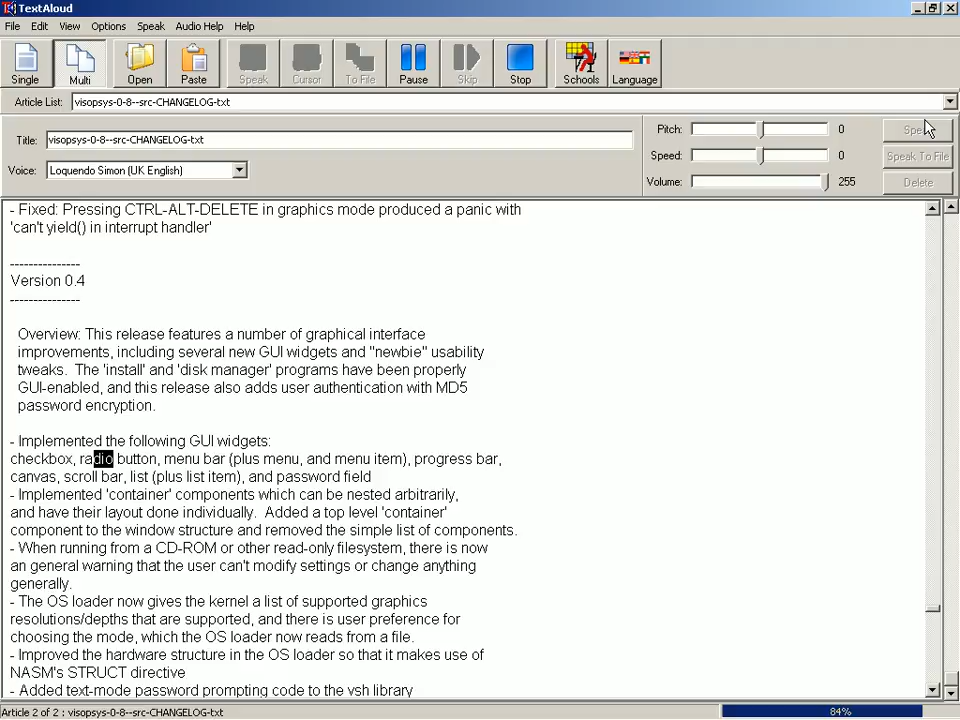 TextAloud
File Edit View Options Speak Audio Help Help
Single Multi Open Paste Speak Cursor To File Pause Skip Stop Schools Language
Article List: visopsys-0-8--src-CHANGELOG-txt
Title: visopsys-0-8--src-CHANGELOG-txt
Pitch: 0
Speed: 0
Volume: 255
Speak To File
Delete
Voice: Loquendo Simon (UK English)
- Fixed: Pressing CTRL-ALT-DELETE in graphics mode produced a panic with
'can't yield() in interrupt handler'
---------------
Version 0.4
---------------
Overview: This release features a number of graphical interface
improvements, including several new GUI widgets and "newbie" usability
tweaks. The 'install' and 'disk manager' programs have been properly
GUI-enabled, and this release also adds user authentication with MD5
password encryption.
- Implemented the following GUI widgets:
checkbox, radio button, menu bar (plus menu, and menu item), progress bar,
canvas, scroll bar, list (plus list item), and password field
- Implemented 'container' components which can be nested arbitrarily,
and have their layout done individually. Added a top level 'container'
component to the window structure and removed the simple list of components.
- When running from a CD-ROM or other read-only filesystem, there is now
an general warning that the user can't modify settings or change anything
generally.
- The OS loader now gives the kernel a list of supported graphics
resolutions/depths that are supported, and there is user preference for
choosing the mode, which the OS loader now reads from a file.
- Improved the hardware structure in the OS loader so that it makes use of
NASM's STRUCT directive
- Added text-mode password prompting code to the vsh library
Article 2 of 2 : visopsys-0-8--src-CHANGELOG-txt
84%